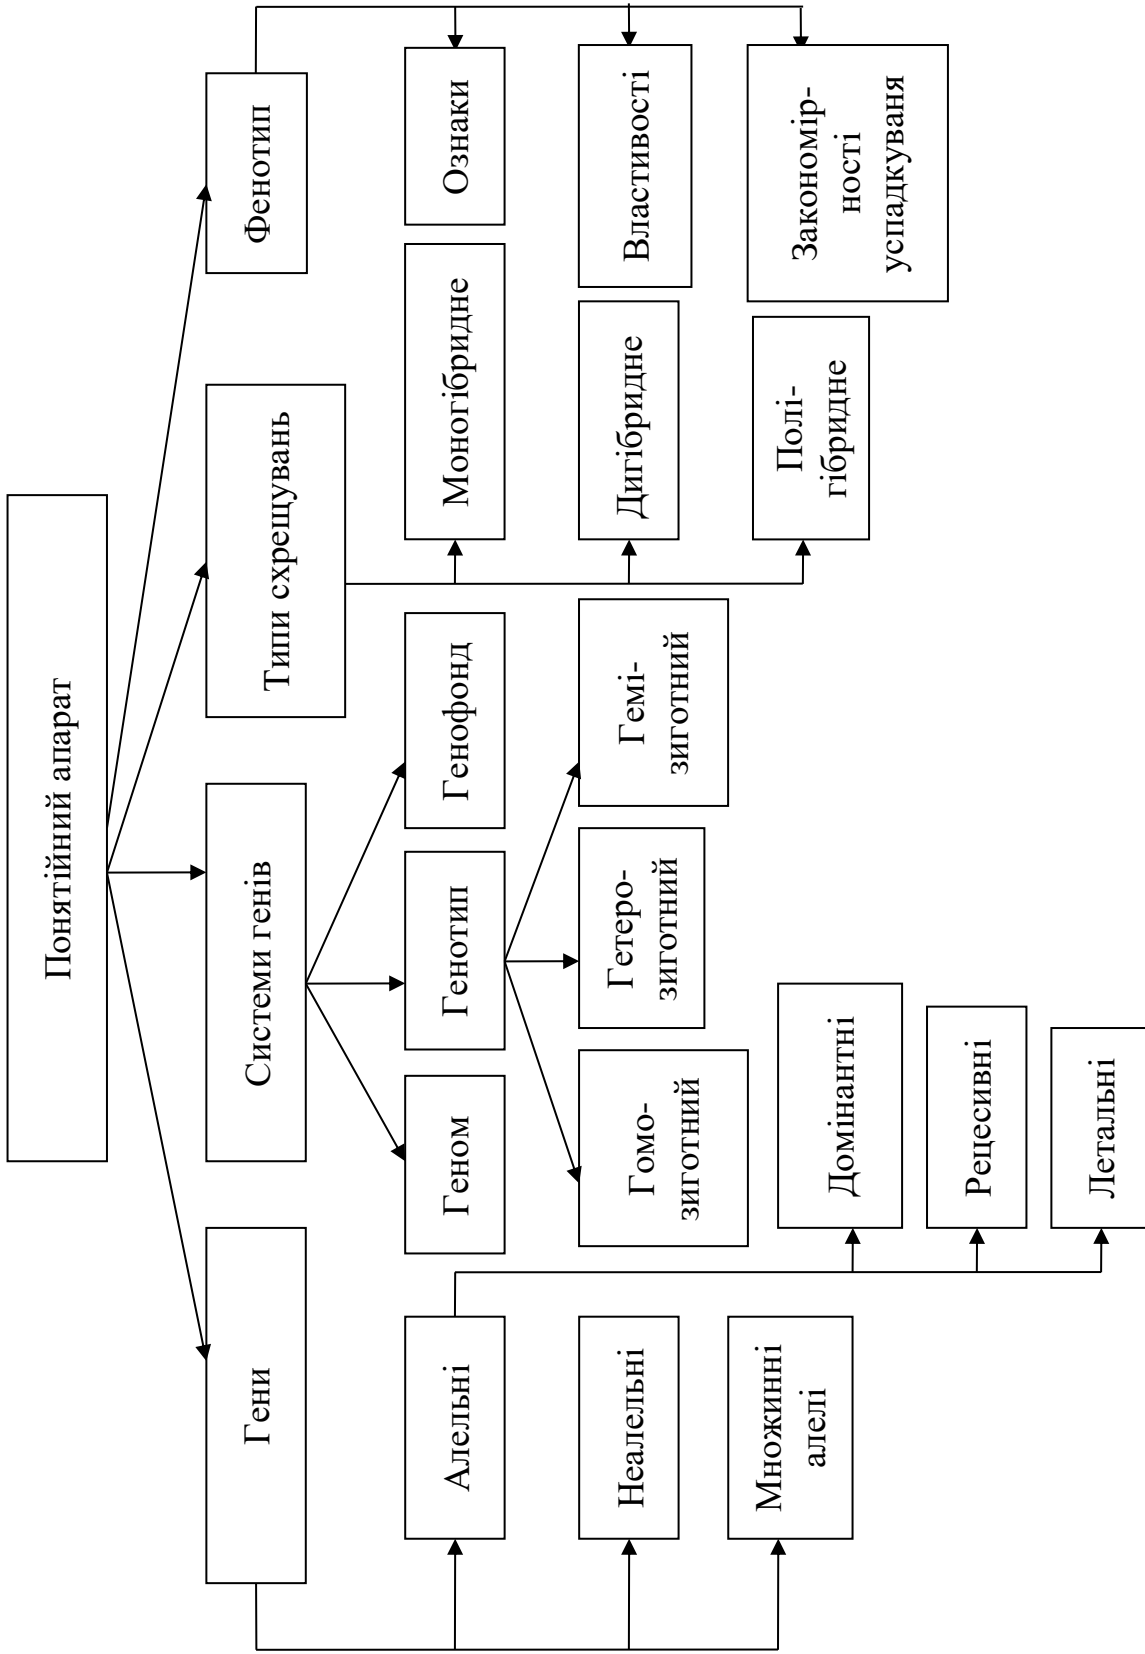 Понятійний апарат
Гени
Системи генів
Типи схрещувань
Фенотип
Алельні
Геном
Генотип
Генофонд
Моногібридне
Ознаки
Неалельні
Гомо-
зиготний
Гетеро-
зиготний
Гемі-
зиготний
Дигібридне
Властивості
Множинні
алелі
Домінантні
Полі-
гібридне
Закономір-
ності
успадкуваня
Рецесивні
Летальні